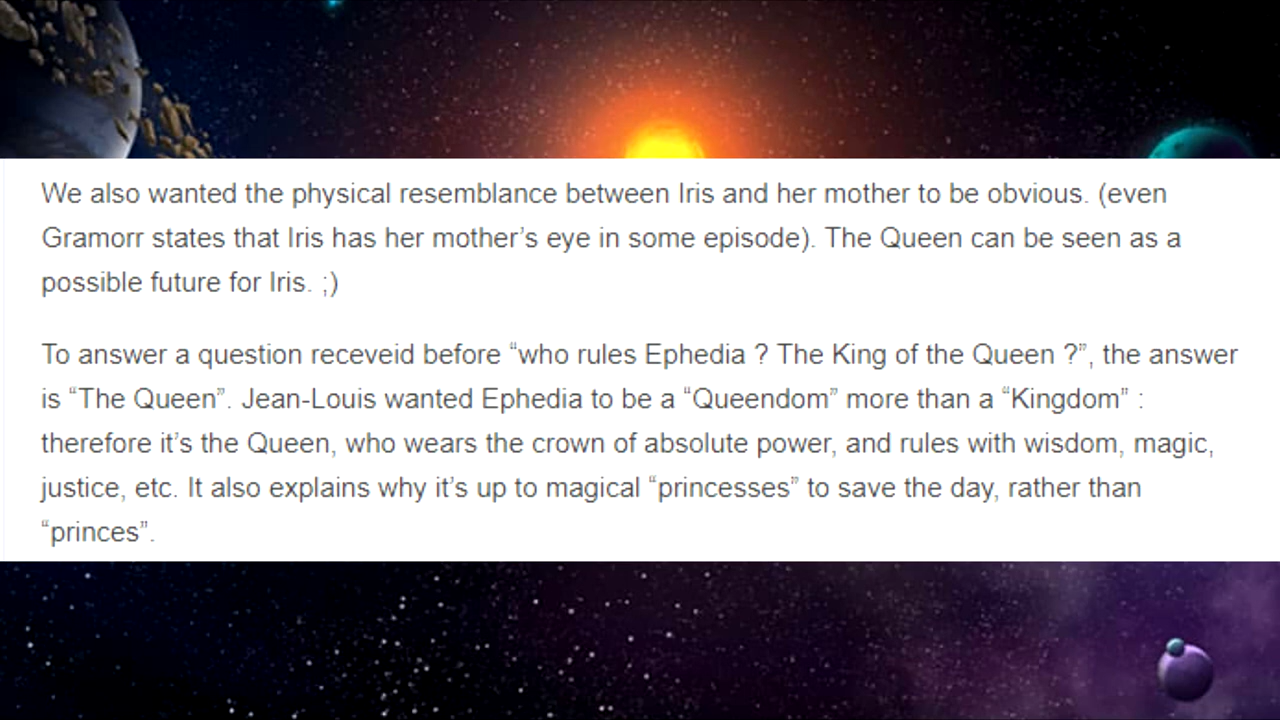 We also wanted the physical resemblance between Iris and her mother to be obvious. (even
Gramorr states that Iris has her mother’s eye in some episode). The Queen can be seen as a
possible future for Iris. ;)
To answer a question receveid before “who rules Ephedia ? The King of the Queen ?”, the answer
is “The Queen”. Jean-Louis wanted Ephedia to be a “Queendom” more than a “Kingdom” :
therefore it’s the Queen, who wears the crown of absolute power, and rules with wisdom, magic,
justice, etc. It also explains why it’s up to magical “princesses” to save the day, rather than
“princes”.